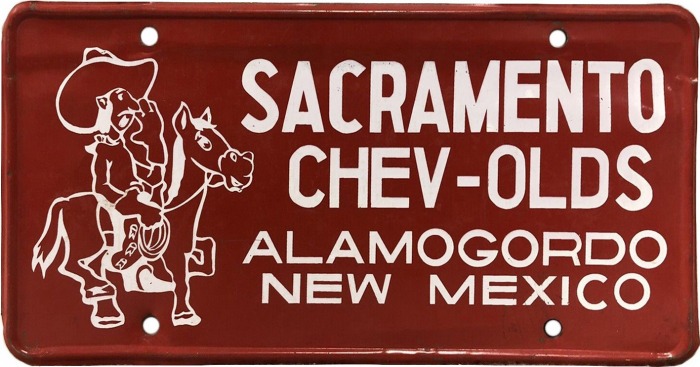 SACRAMENTO
CHEV-OLDS
ALAMOGORDO
NEW MEXICO